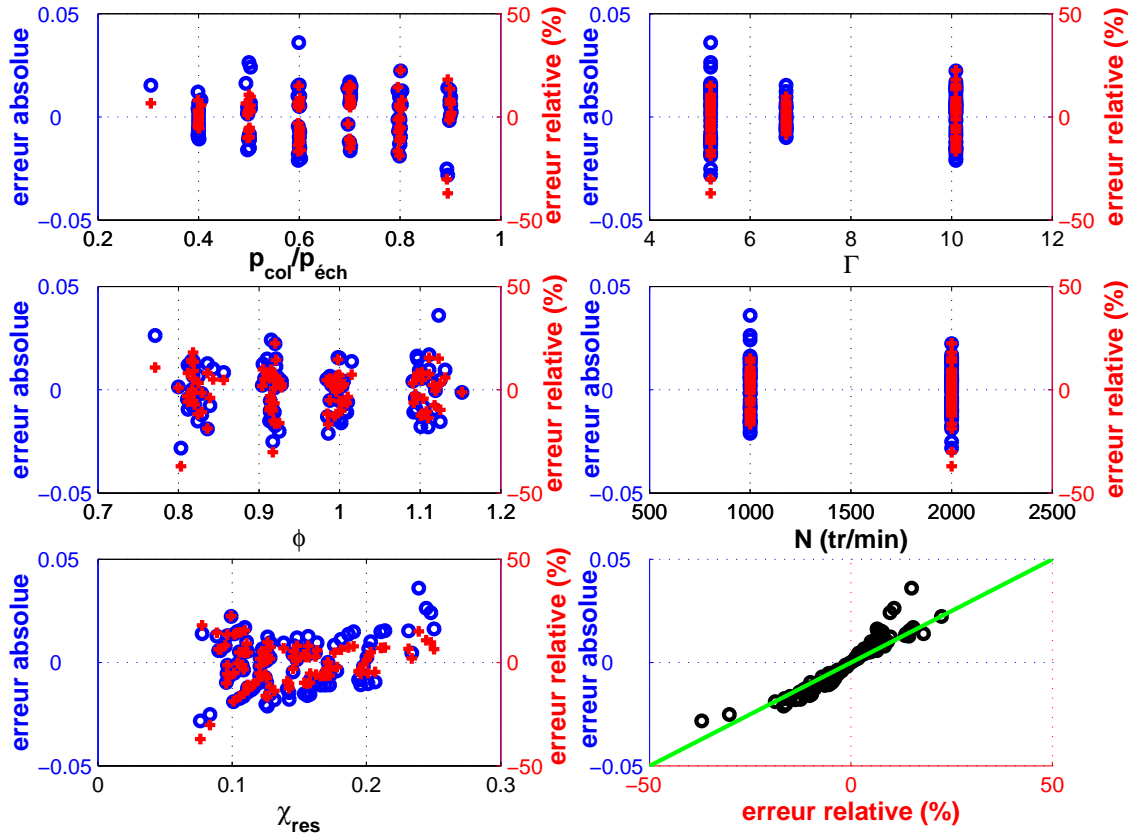 0.05 50 0.05 50
erreur absolue 0 0 erreur relative (%) erreur absolue 0 0 erreur relative (%)
−0.05 −50 −0.05 −50
0.2 0.4 0.6 0.8 1 4 6 8 10 12
p_col/p_éch Γ
0.05 50 0.05 50
erreur absolue 0 0 erreur relative (%) erreur absolue 0 0 erreur relative (%)
−0.05 −50 −0.05 −50
0.7 0.8 0.9 1 1.1 1.2 500 1000 1500 2000 2500
ϕ N (tr/min)
0.05 50 0.05
erreur absolue 0 0 erreur relative (%) erreur absolue 0
−0.05 −50 −0.05
0 0.1 0.2 0.3 −50 0 50
χ_res erreur relative (%)